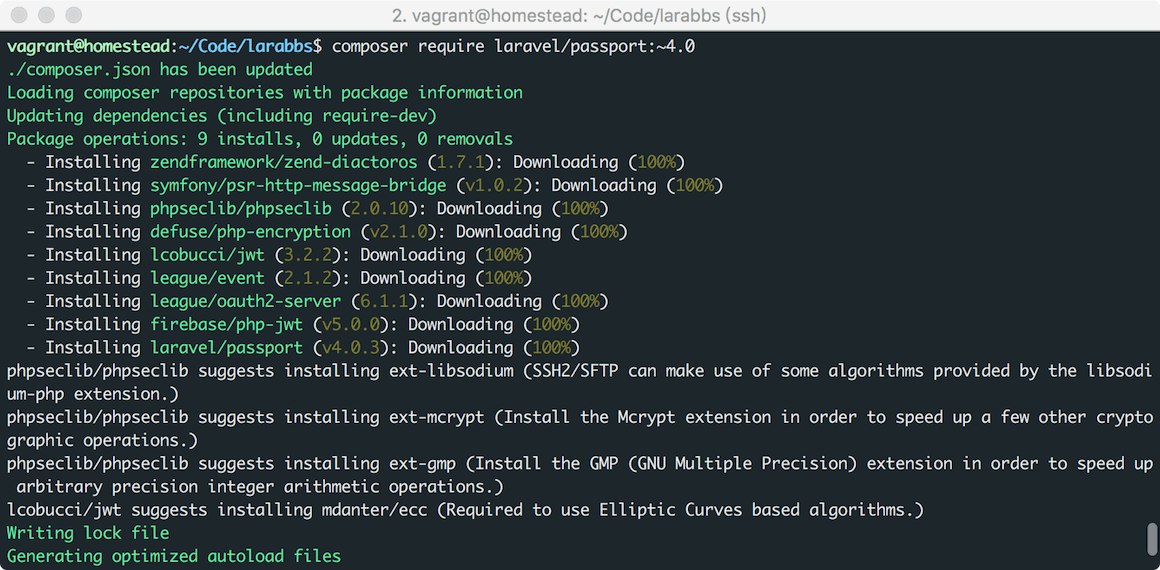 2. vagrant@homestead: ~/Code/larabbs (ssh)
vagrant@homestead:~/Code/larabbs$ composer require laravel/passport:~4.0
./composer.json has been updated
Loading composer repositories with package information
Updating dependencies (including require-dev)
Package operations: 9 installs, 0 updates, 0 removals
  - Installing zendframework/zend-diactoros (1.7.1): Downloading (100%)
  - Installing symfony/psr-http-message-bridge (v1.0.2): Downloading (100%)
  - Installing phpseclib/phpseclib (2.0.10): Downloading (100%)
  - Installing defuse/php-encryption (v2.1.0): Downloading (100%)
  - Installing lcobucci/jwt (3.2.2): Downloading (100%)
  - Installing league/event (2.1.2): Downloading (100%)
  - Installing league/oauth2-server (6.1.1): Downloading (100%)
  - Installing firebase/php-jwt (v5.0.0): Downloading (100%)
  - Installing laravel/passport (v4.0.3): Downloading (100%)
phpseclib/phpseclib suggests installing ext-libsodium (SSH2/SFTP can make use of some algorithms provided by the libsodi
um-php extension.)
phpseclib/phpseclib suggests installing ext-mcrypt (Install the Mcrypt extension in order to speed up a few other crypto
graphic operations.)
phpseclib/phpseclib suggests installing ext-gmp (Install the GMP (GNU Multiple Precision) extension in order to speed up
 arbitrary precision integer arithmetic operations.)
lcobucci/jwt suggests installing mdanter/ecc (Required to use Elliptic Curves based algorithms.)
Writing lock file
Generating optimized autoload files